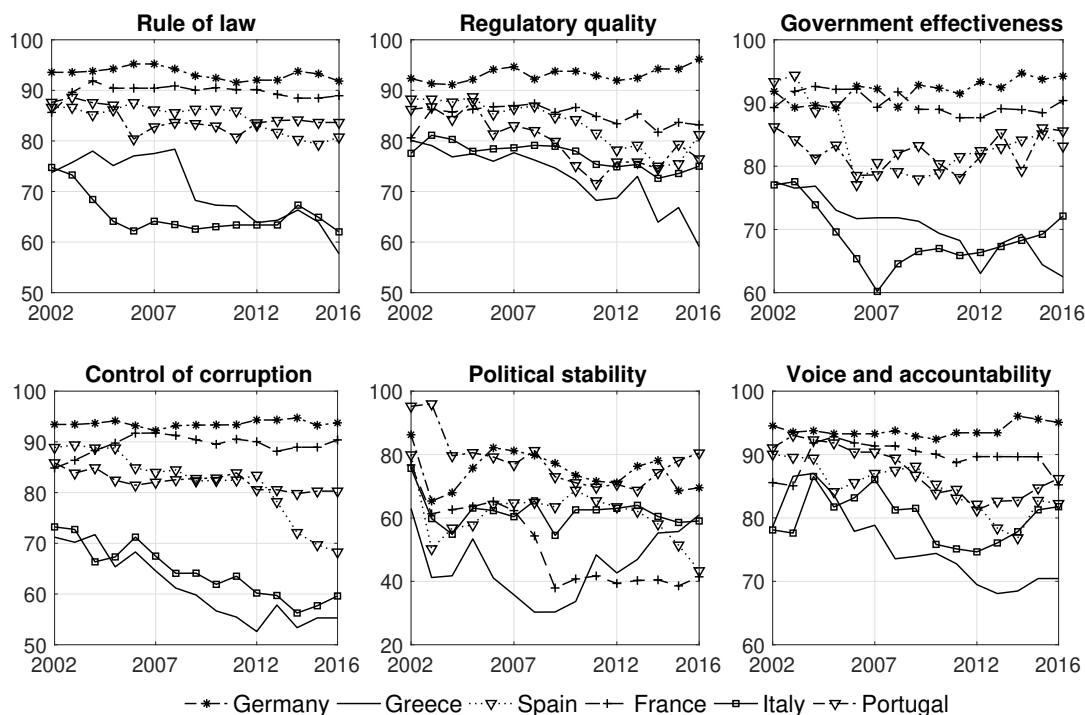 Rule of law
100
90
80
70
60
50
2002 2007 2012 2016
Regulatory quality
100
90
80
70
60
50
2002 2007 2012 2016
Government effectiveness
100
90
80
70
60
2002 2007 2012 2016
Control of corruption
100
90
80
70
60
50
2002 2007 2012 2016
Political stability
100
80
60
40
20
2002 2007 2012 2016
Voice and accountability
100
90
80
70
60
2002 2007 2012 2016
Germany Greece Spain France Italy Portugal